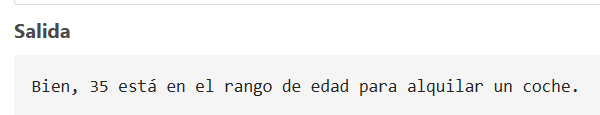 Salida
Bien, 35 está en el rango de edad para alquilar un coche.